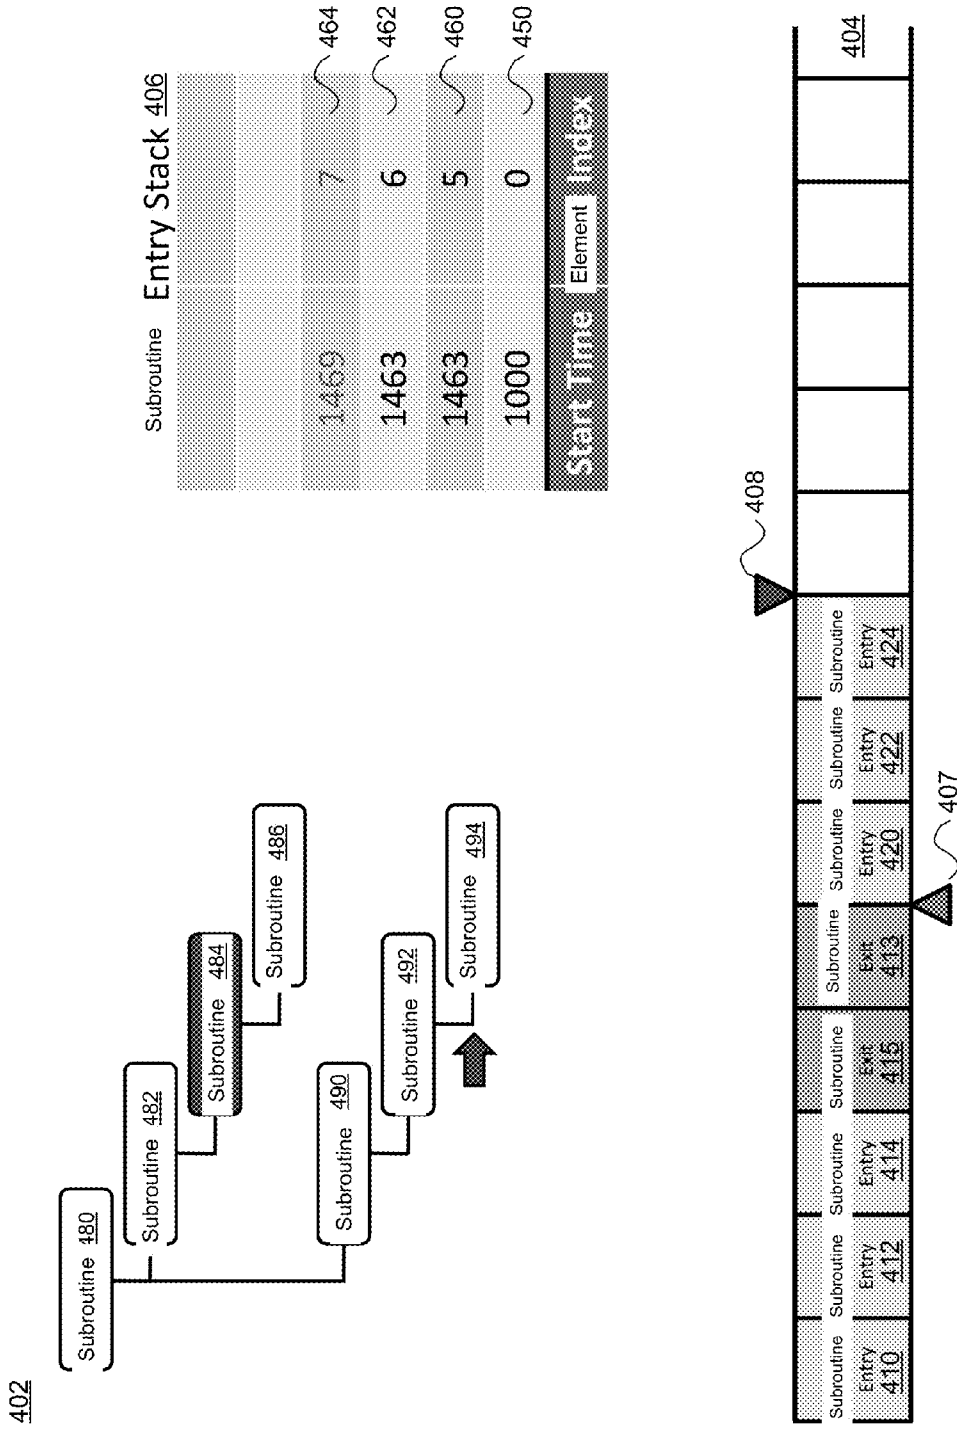 402
Subroutine 480
Subroutine 482
Subroutine 484
Subroutine 486
Subroutine 490
Subroutine 492
Subroutine 494
Subroutine Entry Stack 406
1469 7 464
1463 6 462
1463 5 460
1000 0 450
Start Time Element Index
408
Subroutine Entry 410
Subroutine Entry 412
Subroutine Entry 414
Subroutine Exit 415
Subroutine Exit 413
Subroutine Entry 420
Subroutine Entry 422
Subroutine Entry 424
404
407